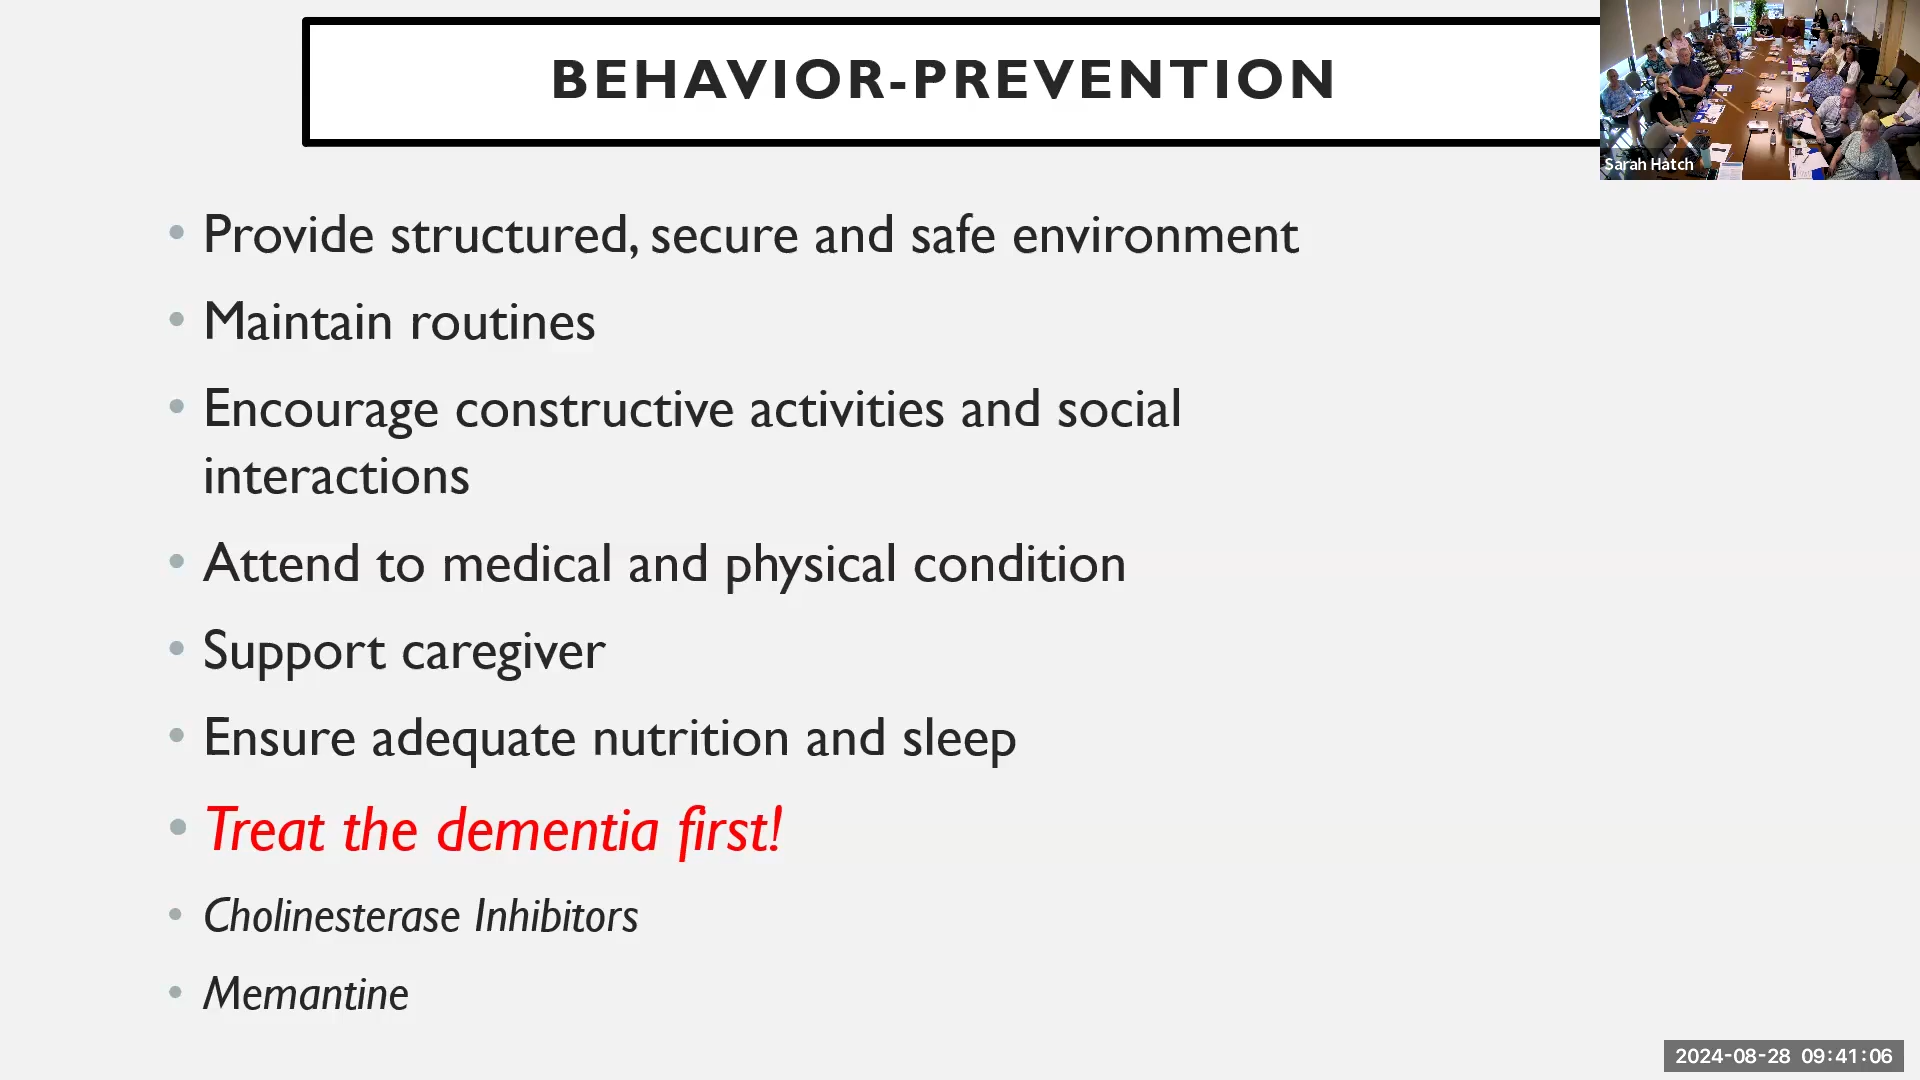 BEHAVIOR-PREVENTION
Sarah Hatch
• Provide structured, secure and safe environment
• Maintain routines
• Encourage constructive activities and social
interactions
• Attend to medical and physical condition
• Support caregiver
• Ensure adequate nutrition and sleep
• Treat the dementia first!
• Cholinesterase Inhibitors
• Memantine
2024-08-28 09:41:06